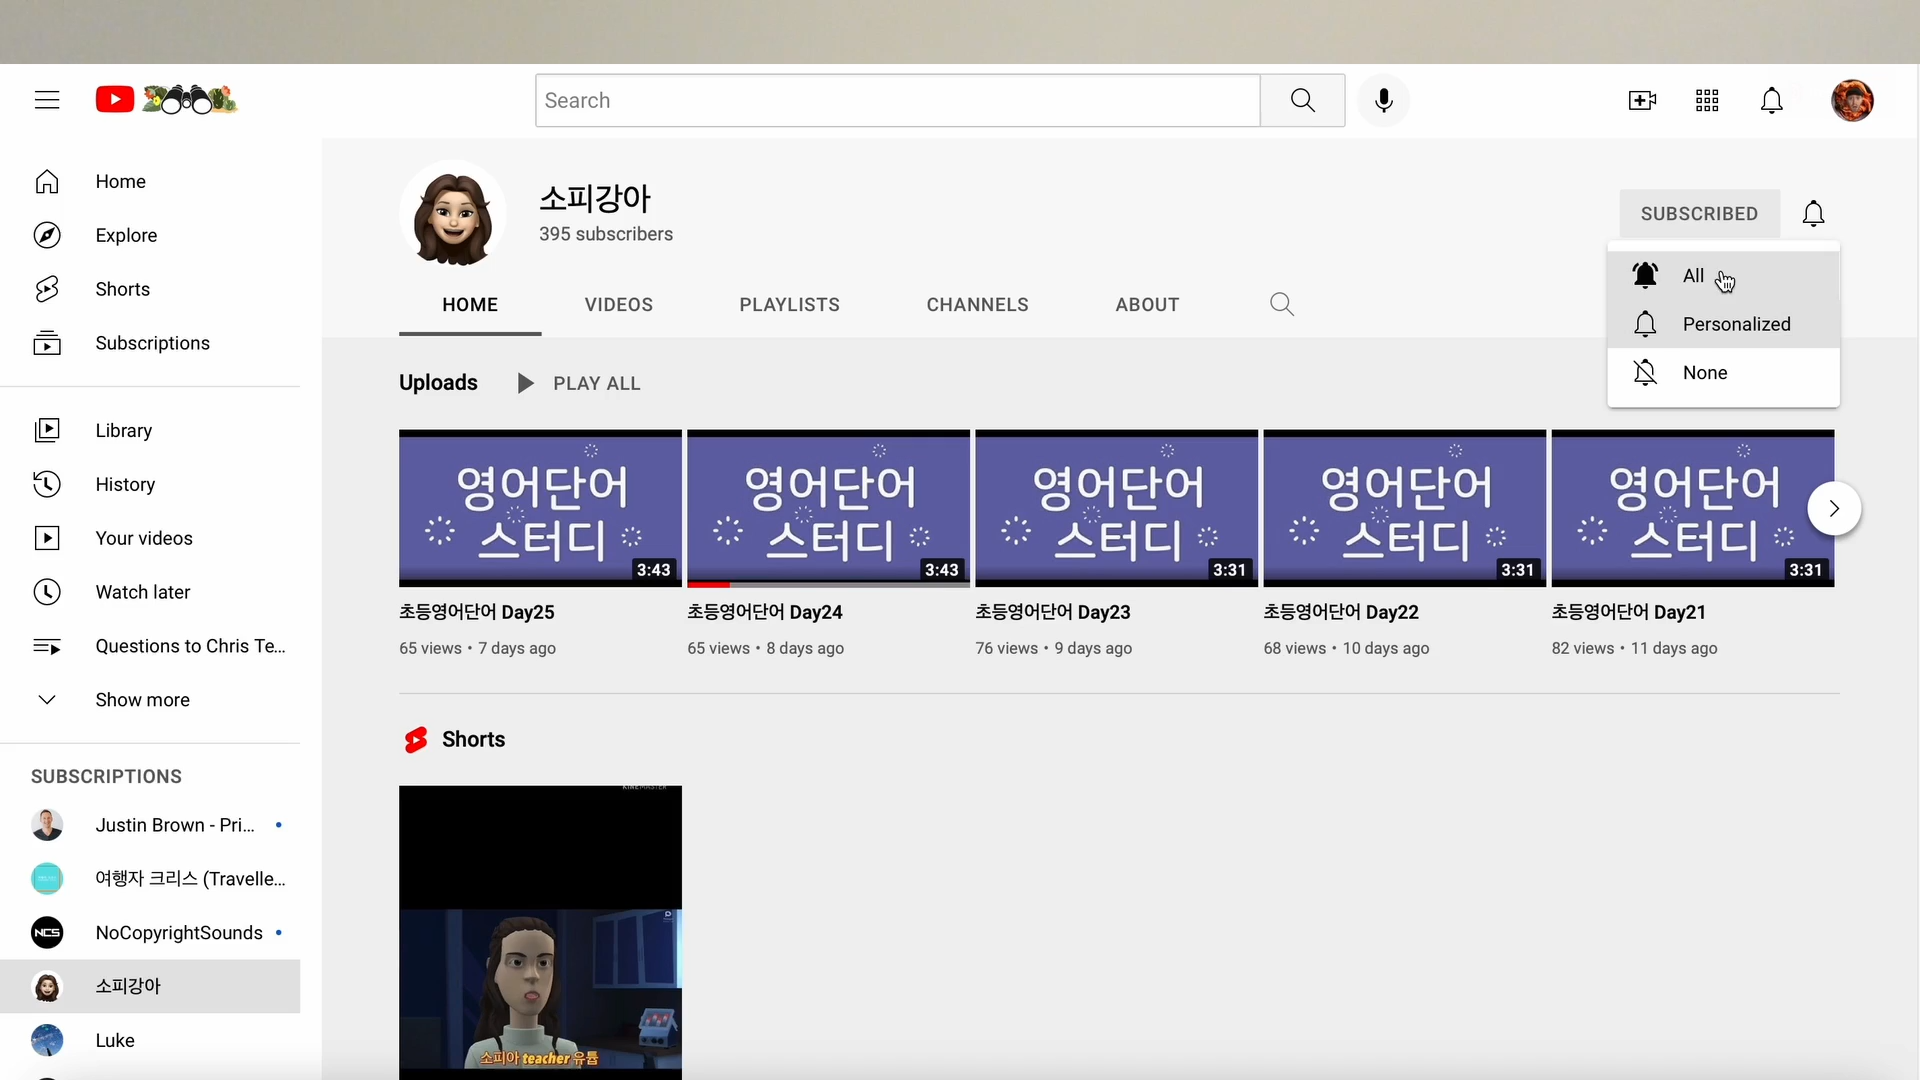 Search
Home
Explore
Shorts
Subscriptions
Library
History
Your videos
Watch later
Questions to Chris Te...
Show more
SUBSCRIPTIONS
Justin Brown - Pri...
여행자 크리스 (Travelle...
NCS
NoCopyrightSounds
소피강아
Luke
소피강아
395 subscribers
SUBSCRIBED
All
Personalized
None
HOME
VIDEOS
PLAYLISTS
CHANNELS
ABOUT
Uploads
PLAY ALL
영어단어
스터디
3:43
초등영어단어 Day25
65 views • 7 days ago
영어단어
스터디
3:43
초등영어단어 Day24
65 views • 8 days ago
영어단어
스터디
3:31
초등영어단어 Day23
76 views • 9 days ago
영어단어
스터디
3:31
초등영어단어 Day22
68 views • 10 days ago
영어단어
스터디
3:31
초등영어단어 Day21
82 views • 11 days ago
Shorts
KINEMASTER
소피아 teacher 유튭